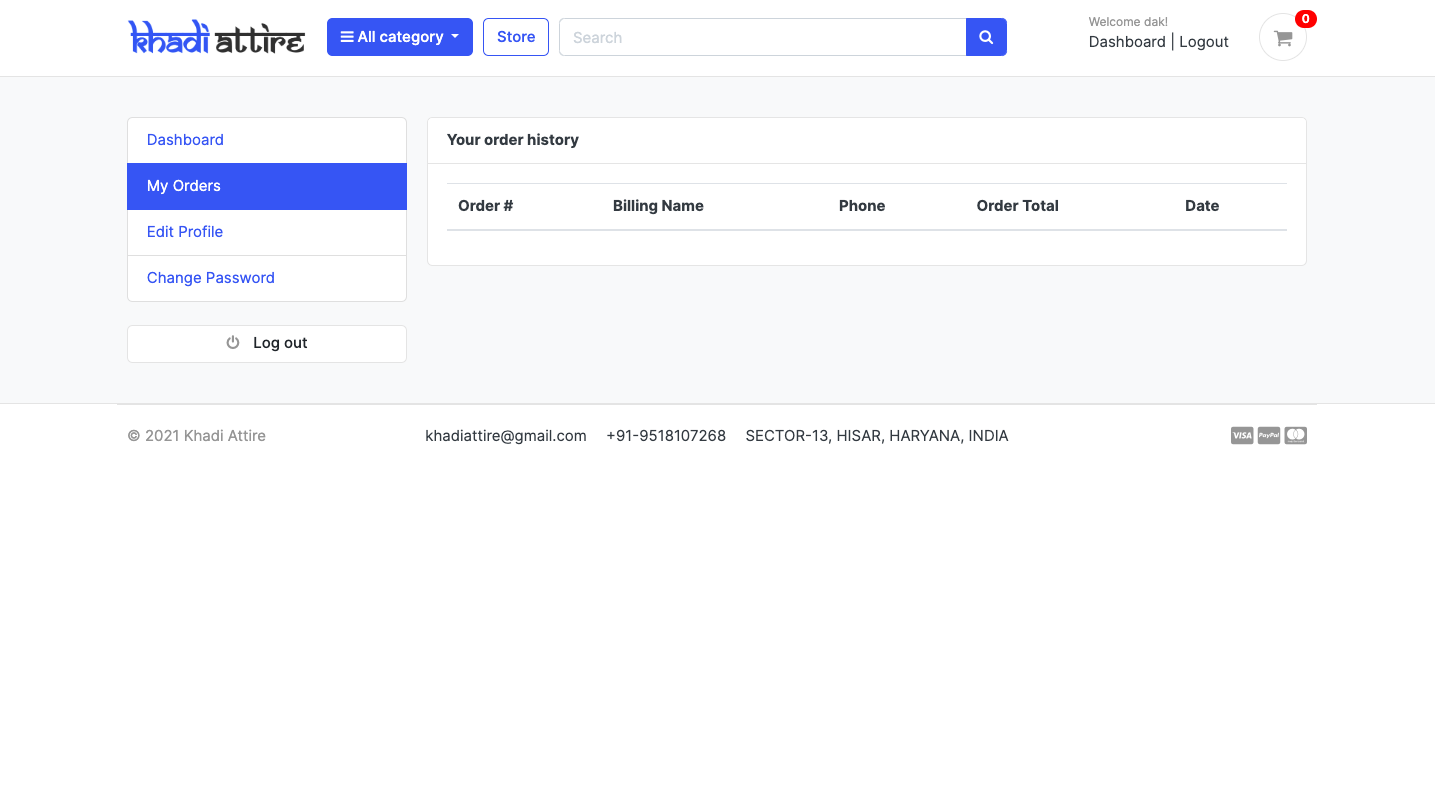 khadi attire
All category
Store
Search
Welcome dak!
Dashboard | Logout
0
Dashboard
My Orders
Edit Profile
Change Password
Log out
Your order history
Order # Billing Name Phone Order Total Date
© 2021 Khadi Attire
khadiattire@gmail.com +91-9518107268 SECTOR-13, HISAR, HARYANA, INDIA
VISA PayPal